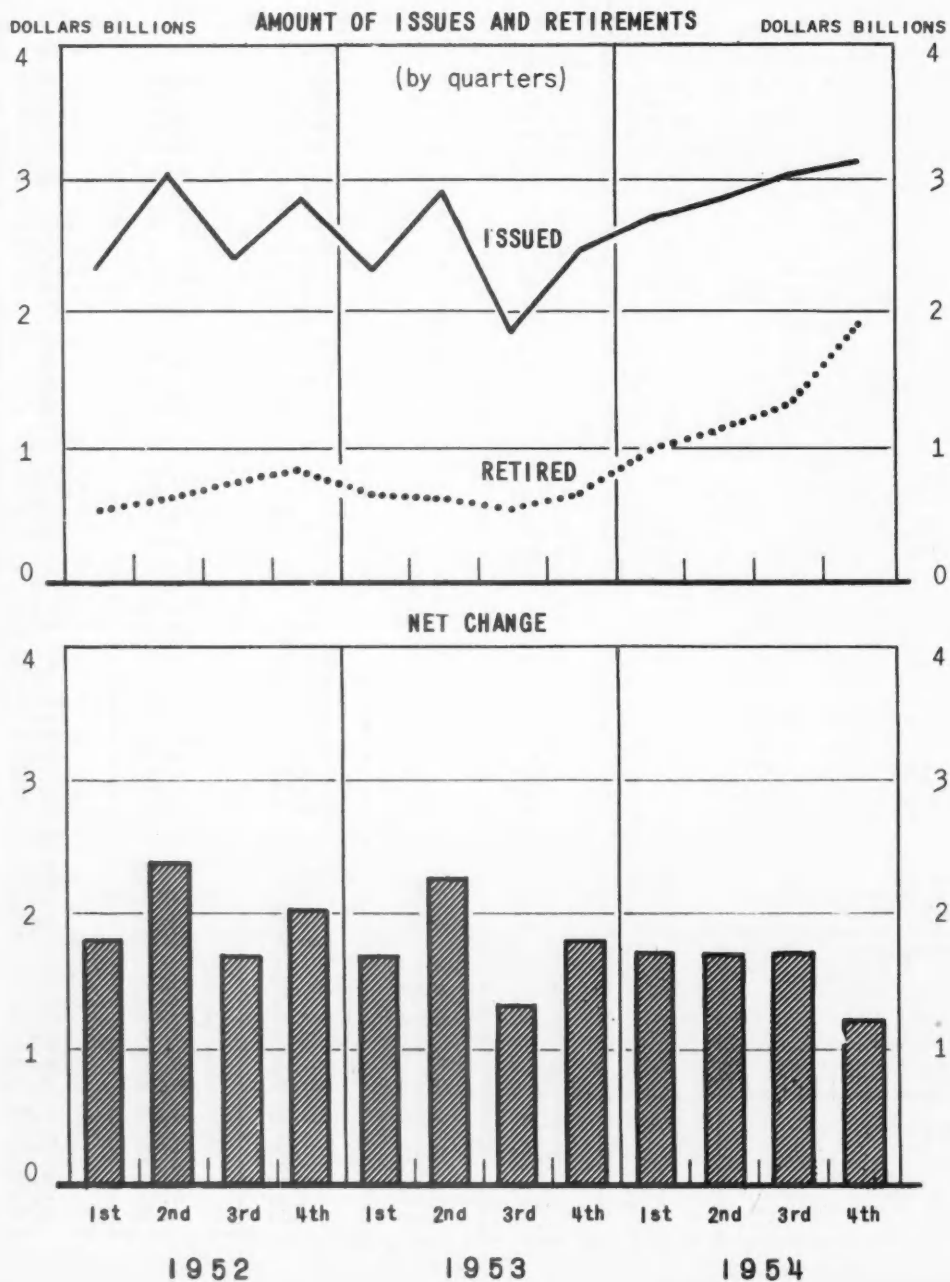 AMOUNT OF ISSUES AND RETIREMENTS
DOLLARS BILLIONS DOLLARS BILLIONS
4 4
(by quarters)
3 3
ISSUED
2 2
1 1
RETIRED
0 0
NET CHANGE
4 4
3 3
2 2
1 1
0
1st 2nd 3rd 4th 1st 2nd 3rd 4th 1st 2nd 3rd 4th
1952 1953 1954